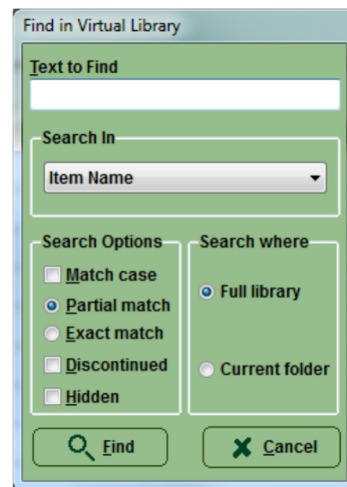 Find in Virtual Library
Text to Find
Search In
Item Name
Search Options
Match case
Partial match
Exact match
Discontinued
Hidden
Search where
Full library
Current folder
Find
Cancel